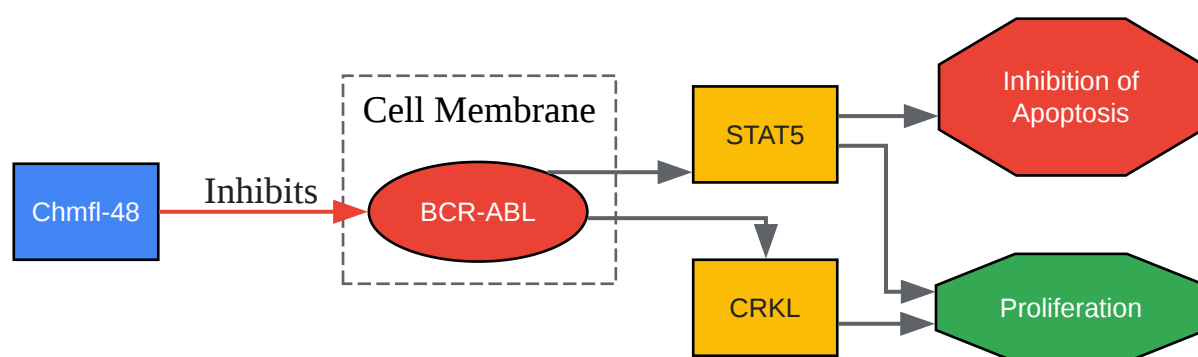 Cell Membrane
Chmfl-48
Inhibits
BCR-ABL
STAT5
CRKL
Inhibition of
Apoptosis
Proliferation